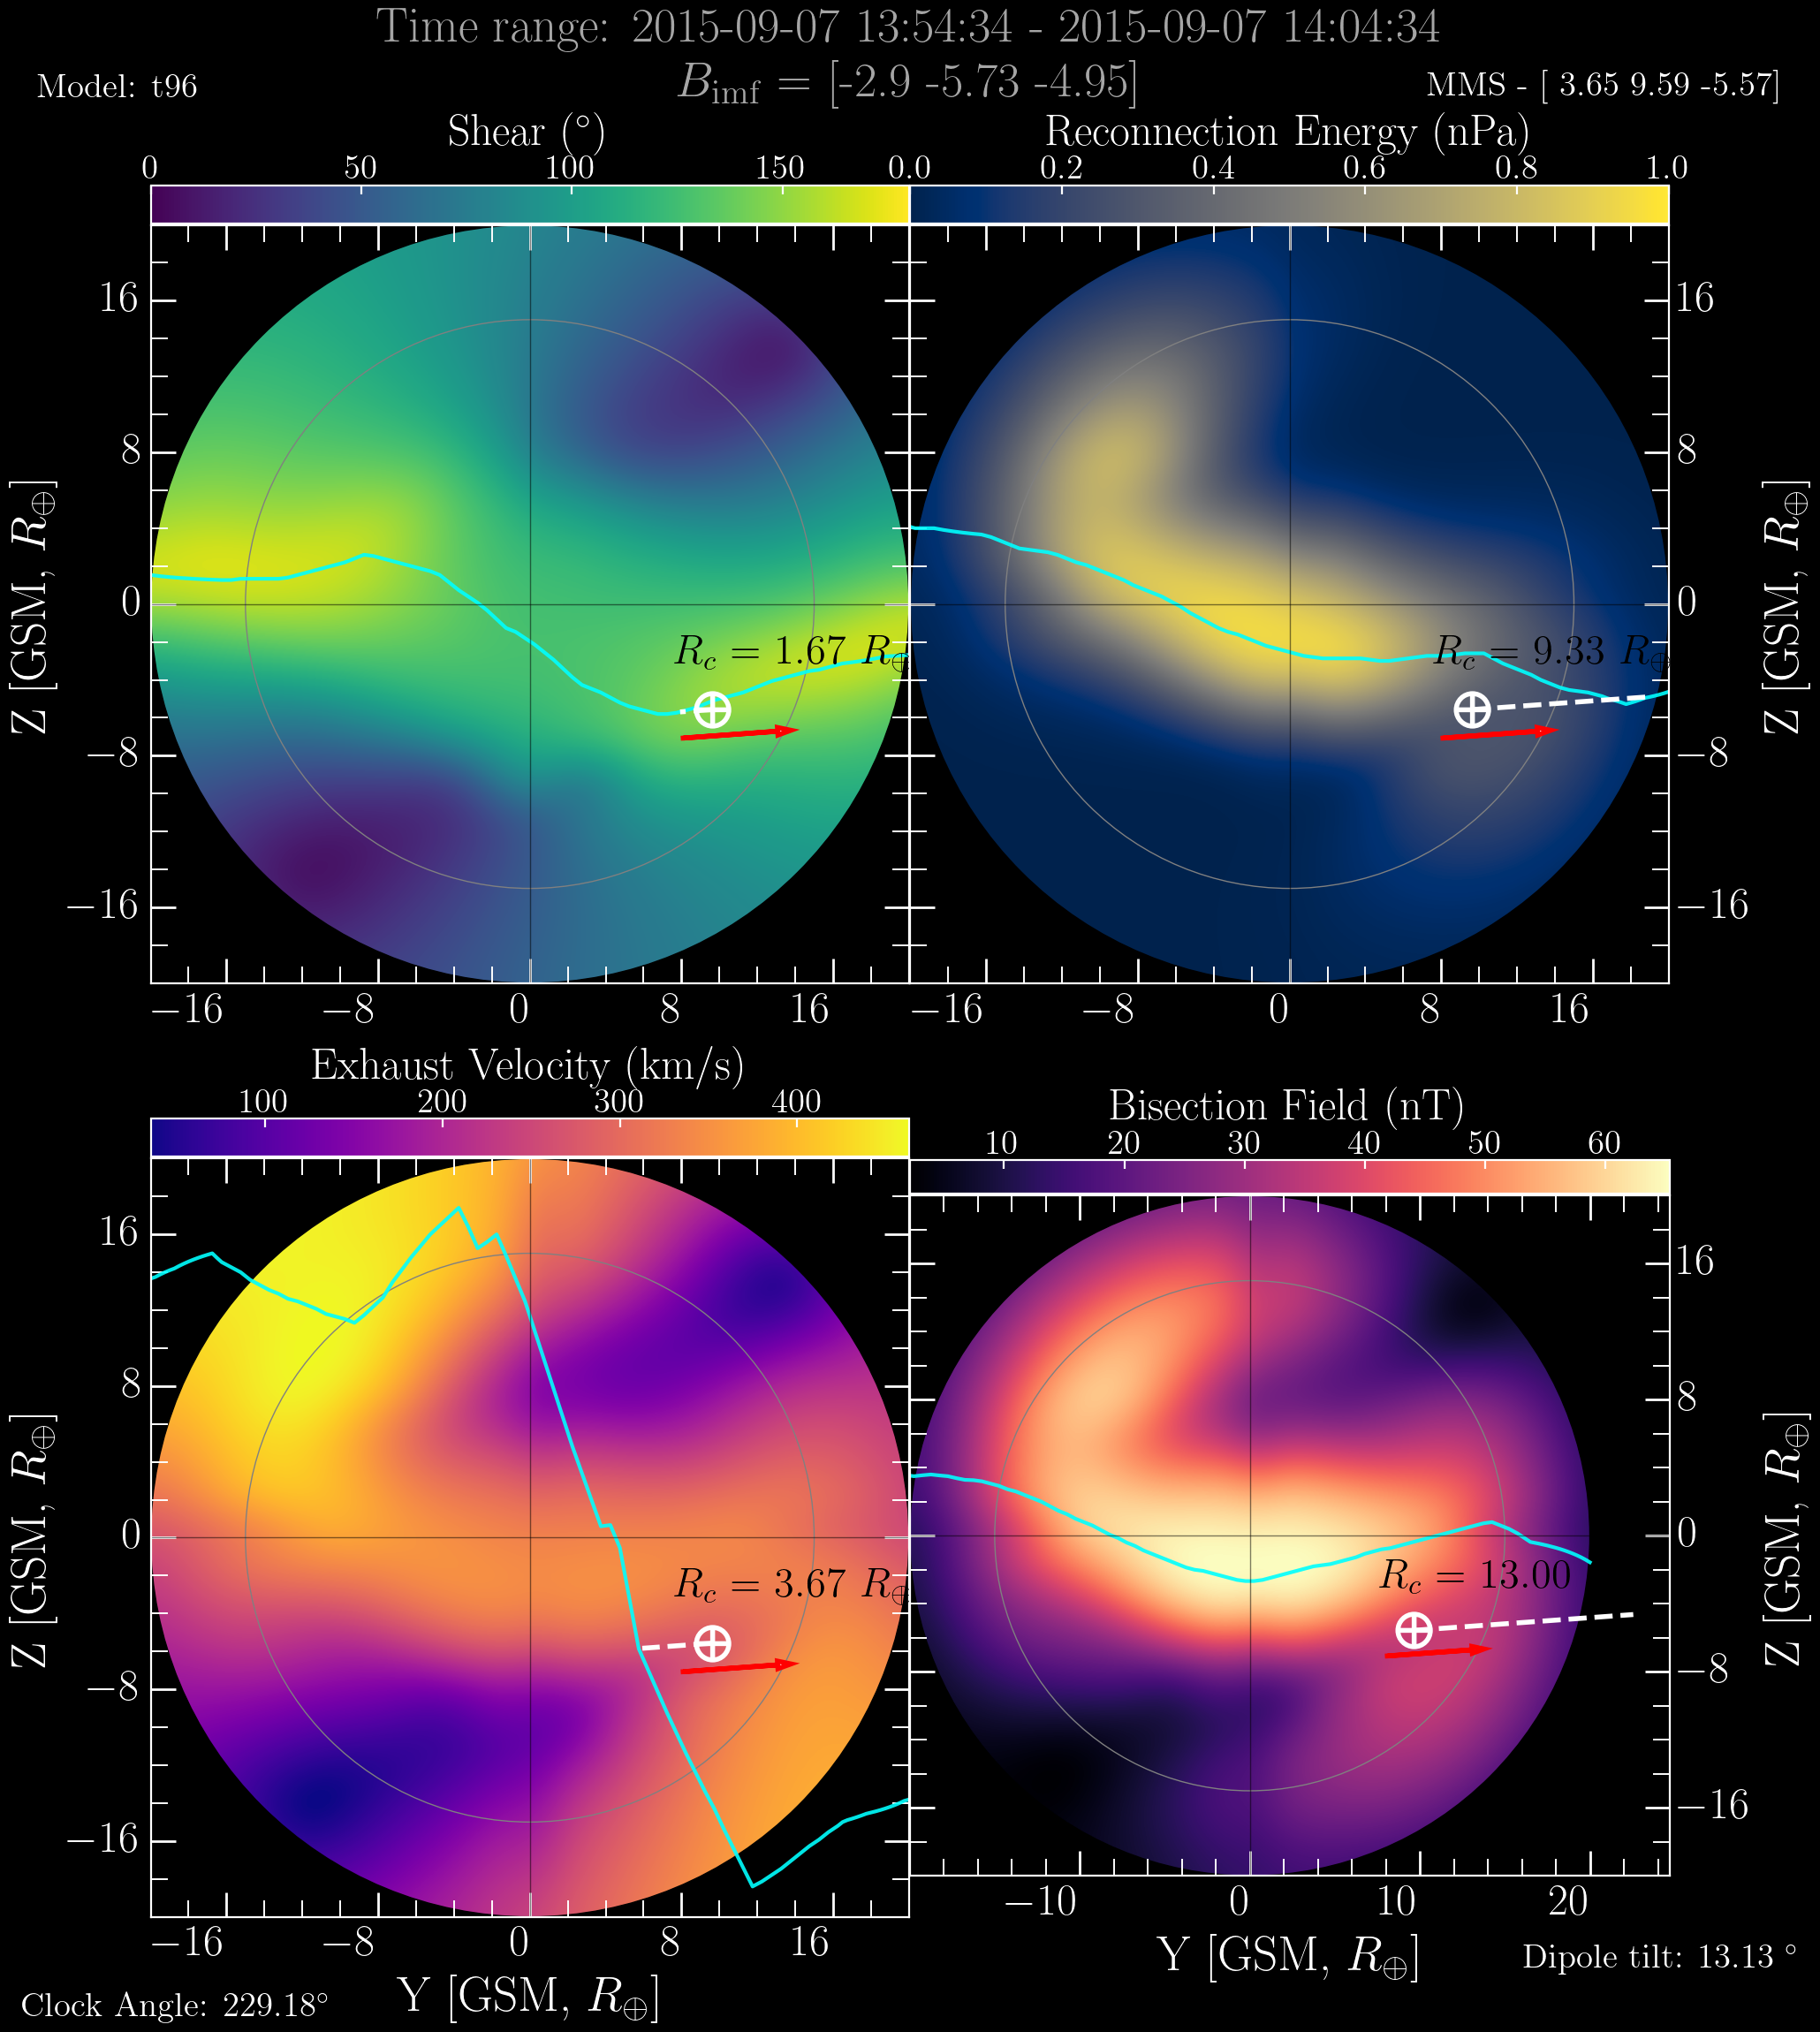 Time range: 2015-09-07 13:54:34 - 2015-09-07 14:04:34
Model: t96
B_imf = [-2.9 -5.73 -4.95]
MMS - [ 3.65 9.59 -5.57]
Shear (°)
Reconnection Energy (nPa)
0 50 100 150
0.0 0.2 0.4 0.6 0.8 1.0
16
8
0
−8
−16
Z [GSM, R⊕]
R_c = 1.67 R⊕
−16 −8 0 8 16
16
8
0
−8
−16
Z [GSM, R⊕]
R_c = 9.33 R⊕
−16 −8 0 8 16
Exhaust Velocity (km/s)
100 200 300 400
16
8
0
−8
−16
Z [GSM, R⊕]
R_c = 3.67 R⊕
−16 −8 0 8 16
Y [GSM, R⊕]
Bisection Field (nT)
10 20 30 40 50 60
16
8
0
−8
−16
Z [GSM, R⊕]
R_c = 13.00
−10 0 10 20
Y [GSM, R⊕]
Dipole tilt: 13.13 °
Clock Angle: 229.18°